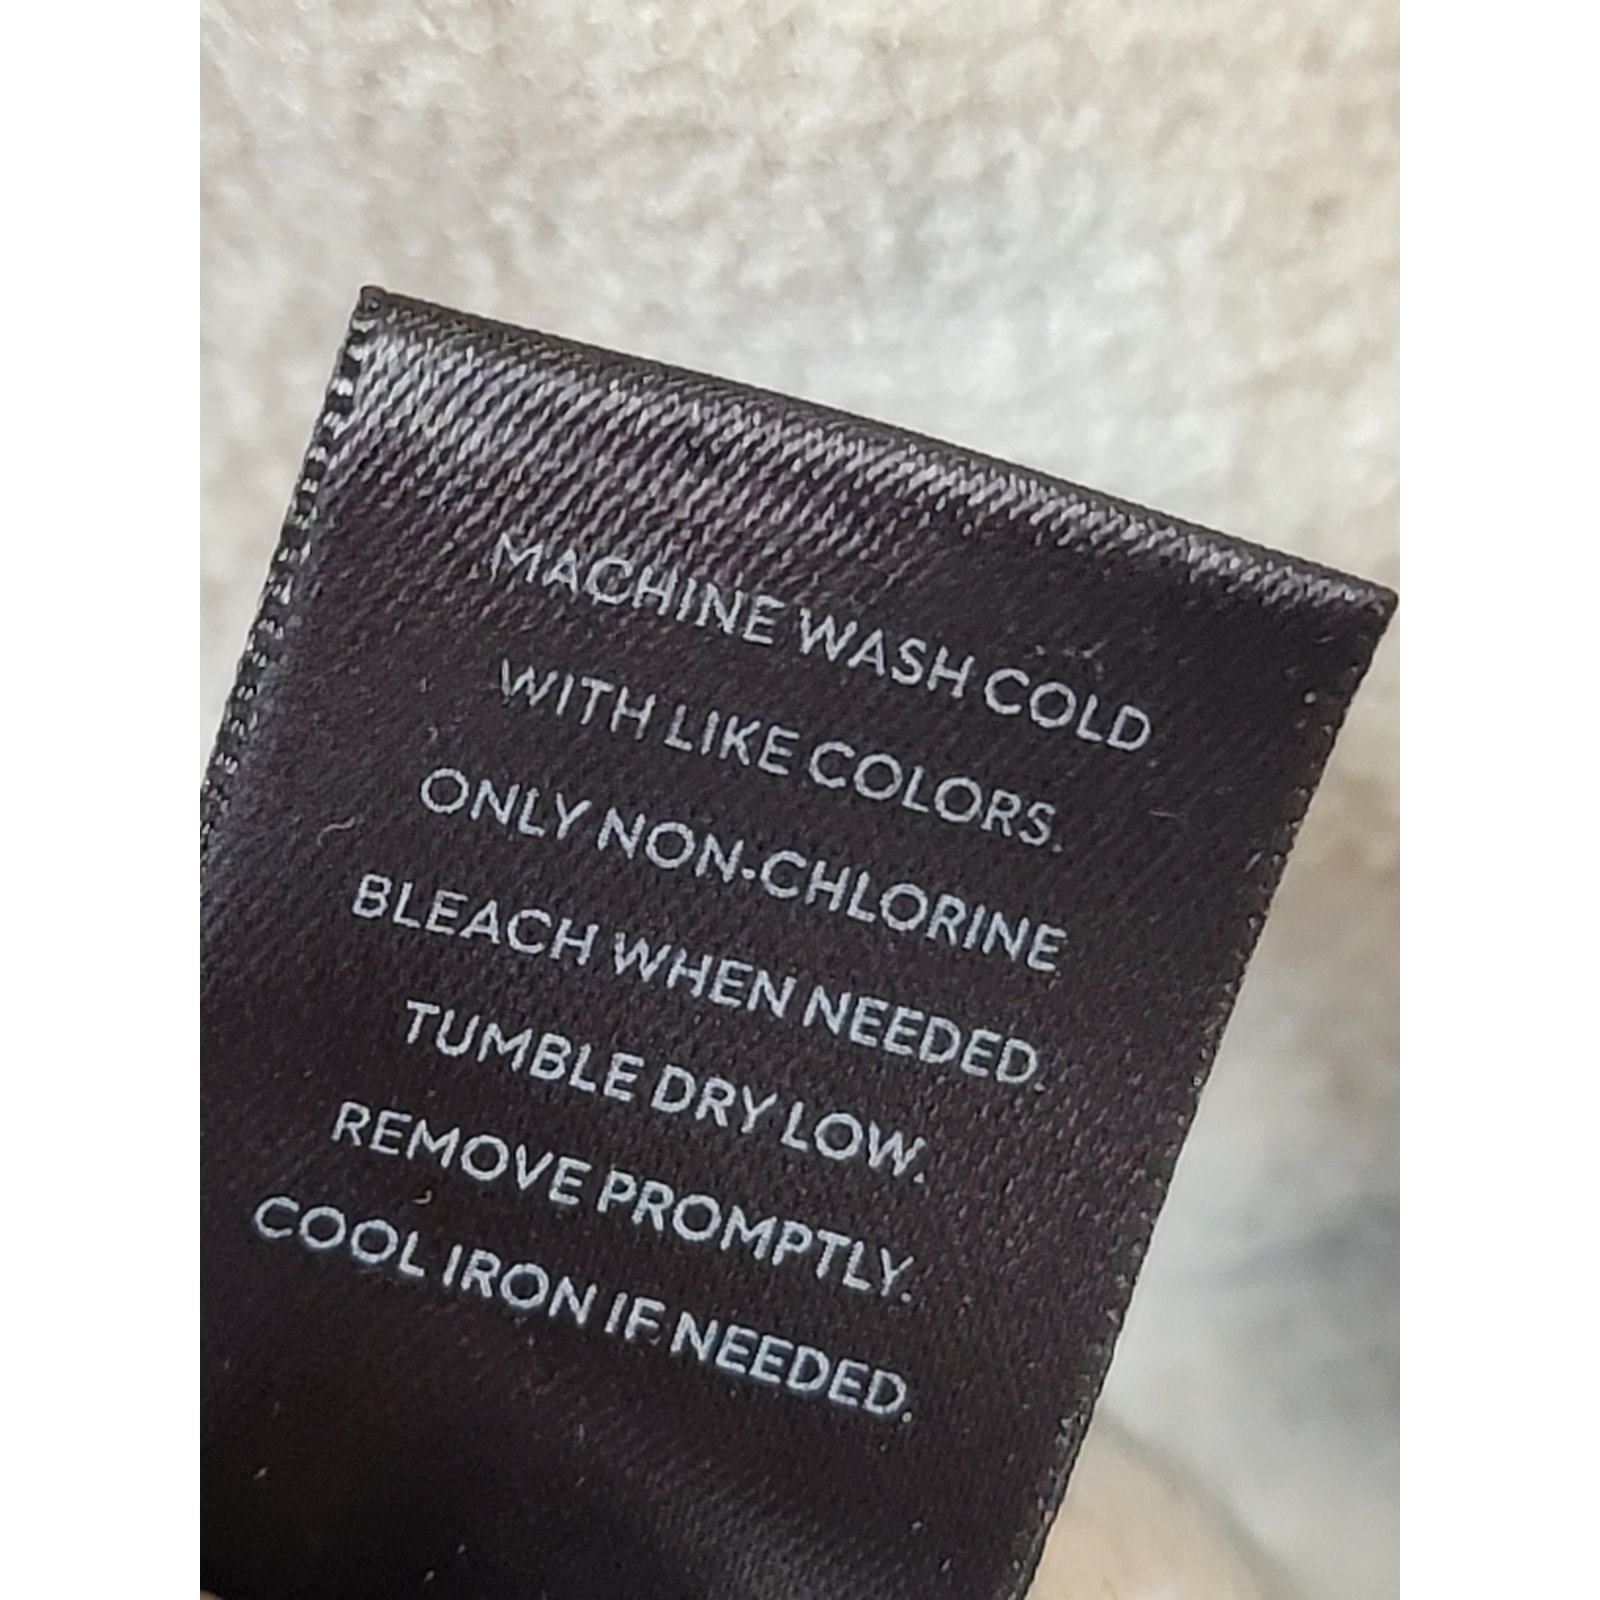 MACHINE WASH COLD
WITH LIKE COLORS.
ONLY NON-CHLORINE
BLEACH WHEN NEEDED.
TUMBLE DRY LOW.
REMOVE PROMPTLY.
COOL IRON IF NEEDED.